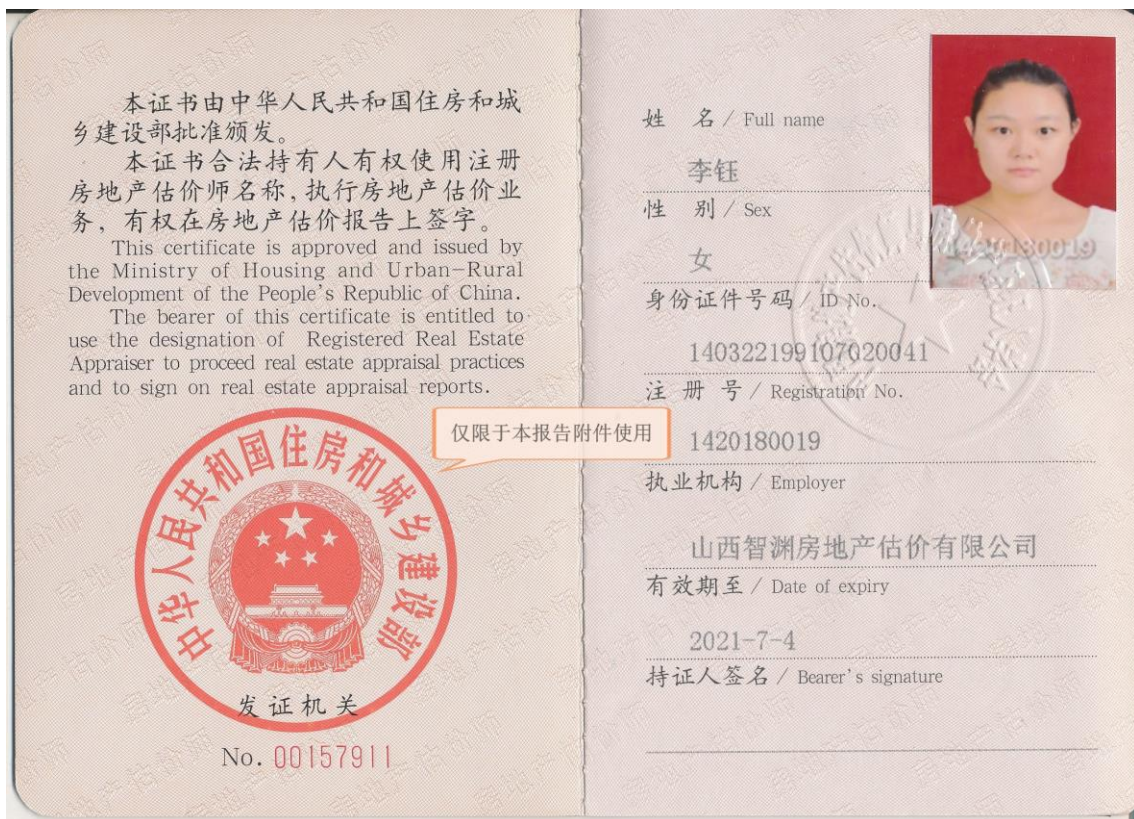 本证书由中华人民共和国住房和城
乡建设部批准颁发。
本证书合法持有人有权使用注册
房地产估价师名称,执行房地产估价业
务，有权在房地产估价报告上签字。
This certificate is approved and issued by
the Ministry of Housing and Urban-Rural
Development of the People's Republic of China.
The bearer of this certificate is entitled to
use the designation of Registered Real Estate
Appraiser to proceed real estate appraisal practices
and to sign on real estate appraisal reports.
中华人民共和国住房和城乡建设部
发证机关
No. 00157911
仅限于本报告附件使用
姓 名 / Full name
李钰
性 别 / Sex
女
身份证件号码 / ID No.
140322199107020041
注 册 号 / Registration No.
1420180019
执业机构 / Employer
山西智渊房地产估价有限公司
有效期至 / Date of expiry
2021-7-4
持证人签名 / Bearer's signature
1420180019